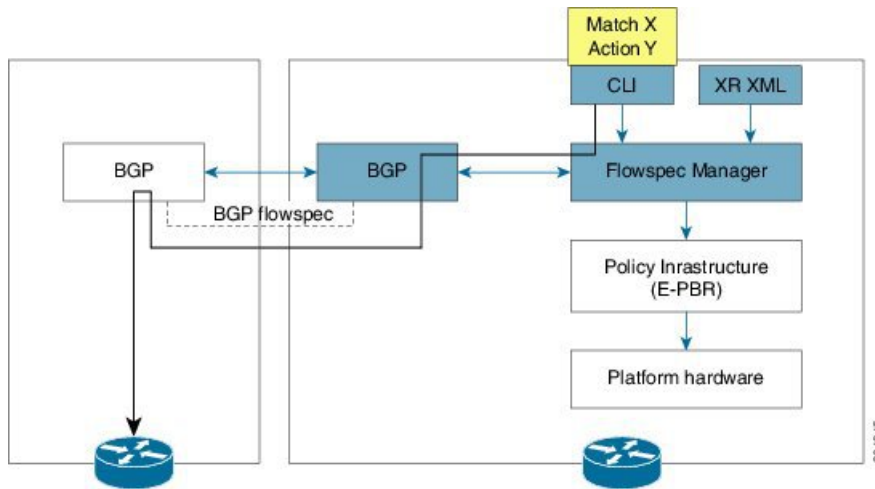 Match X
Action Y
CLI
XR XML
BGP
BGP
Flowspec Manager
BGP flowspec
Policy Inrastructure
(E-PBR)
Platform hardware